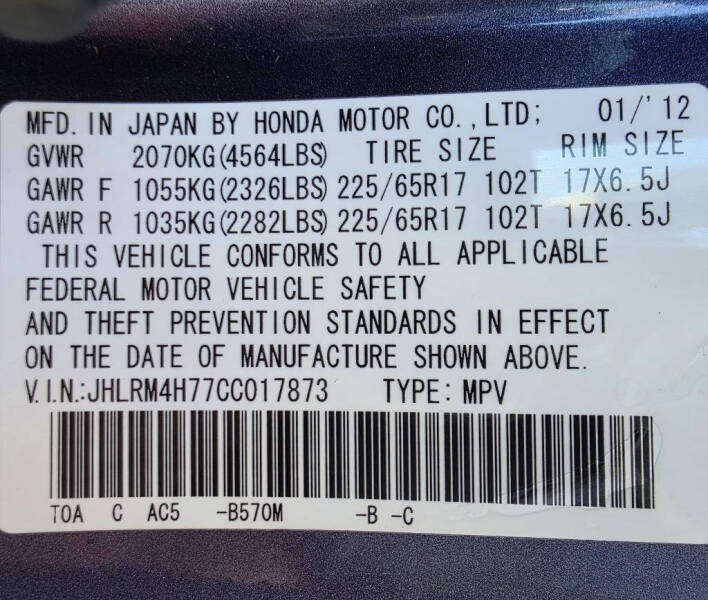 MFD. IN JAPAN BY HONDA MOTOR CO., LTD; 01/'12
GVWR 2070KG(4564LBS) TIRE SIZE RIM SIZE
GAWR F 1055KG(2326LBS) 225/65R17 102T 17X6.5J
GAWR R 1035KG(2282LBS) 225/65R17 102T 17X6.5J
THIS VEHICLE CONFORMS TO ALL APPLICABLE
FEDERAL MOTOR VEHICLE SAFETY
AND THEFT PREVENTION STANDARDS IN EFFECT
ON THE DATE OF MANUFACTURE SHOWN ABOVE.
V.I.N.:JHLRM4H77CC017873 TYPE: MPV
TOA C AC5 -B570M -B -C